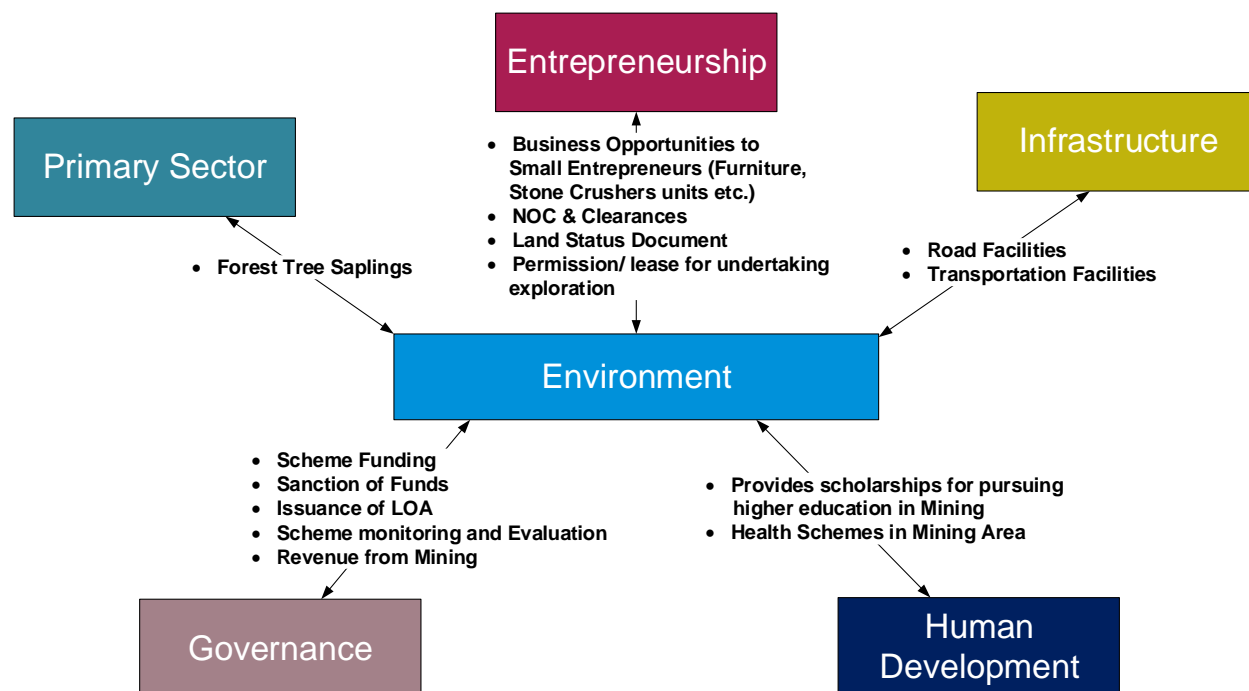 Entrepreneurship
Primary Sector
Infrastructure
• Business Opportunities to
Small Entrepreneurs (Furniture,
Stone Crushers units etc.)
• NOC & Clearances
• Land Status Document
• Permission/ lease for undertaking
exploration
• Forest Tree Saplings
• Road Facilities
• Transportation Facilities
Environment
• Scheme Funding
• Sanction of Funds
• Issuance of LOA
• Scheme monitoring and Evaluation
• Revenue from Mining
• Provides scholarships for pursuing
higher education in Mining
• Health Schemes in Mining Area
Governance
Human
Development